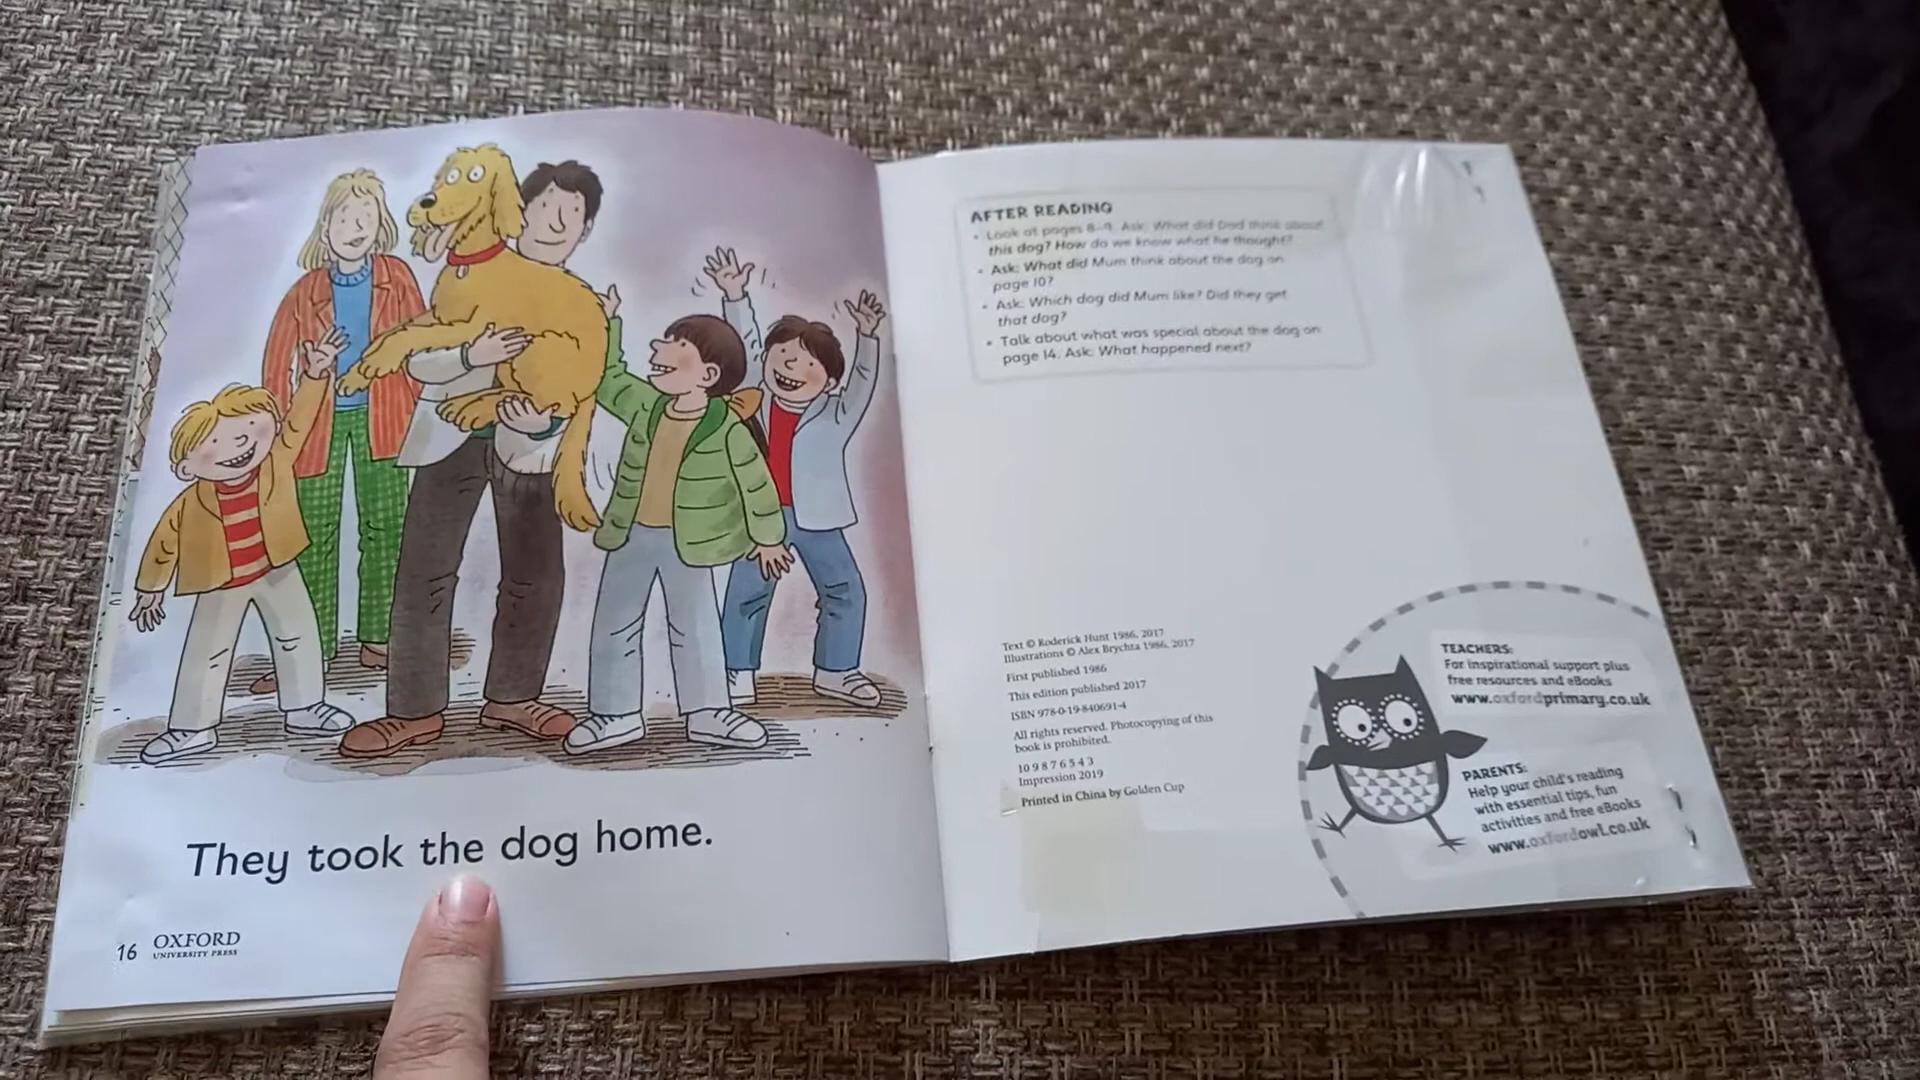 They took the dog home.
16
OXFORD
UNIVERSITY PRESS
AFTER READING
• Look at pages 8–9. Ask: What did Dad think about
this dog? How do we know what he thought?
• Ask: What did Mum think about the dog on
page 10?
• Ask: Which dog did Mum like? Did they get
that dog?
• Talk about what was special about the dog on
page 14. Ask: What happened next?
Text © Roderick Hunt 1986, 2017
Illustrations © Alex Brychta 1986, 2017
First published 1986
This edition published 2017
ISBN 978-0-19-840691-4
All rights reserved. Photocopying of this
book is prohibited.
10 9 8 7 6 5 4 3
Impression 2019
Printed in China by Golden Cup
TEACHERS:
For inspirational support plus
free resources and eBooks
www.oxfordprimary.co.uk
PARENTS:
Help your child's reading
with essential tips, fun
activities and free eBooks
www.oxfordowl.co.uk